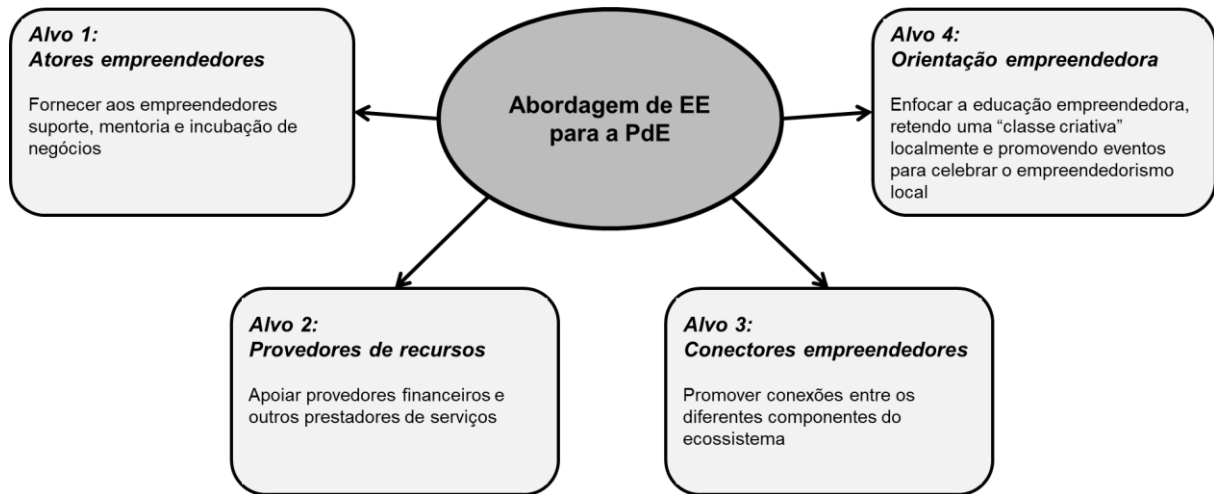 Abordagem de EE
para a PdE
Alvo 1:
Atores empreendedores
Fornecer aos empreendedores
suporte, mentoria e incubação de
negócios
Alvo 2:
Provedores de recursos
Apoiar provedores financeiros e
outros prestadores de serviços
Alvo 3:
Conectores empreendedores
Promover conexões entre os
diferentes componentes do
ecossistema
Alvo 4:
Orientação empreendedora
Enfocar a educação empreendedora,
retendo uma “classe criativa”
localmente e promovendo eventos
para celebrar o empreendedorismo
local